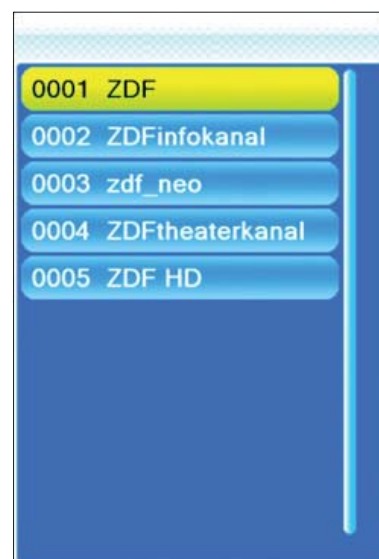 0001 ZDF
0002 ZDFinfokanal
0003 zdf_neo
0004 ZDFtheaterkanal
0005 ZDF HD